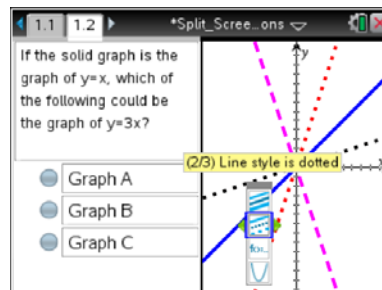 1.1 1.2 *Split_Scree...ons
If the solid graph is the
graph of y=x, which of
the following could be
the graph of y=3x?
Graph A
Graph B
Graph C
y
(2/3) Line style is dotted
x